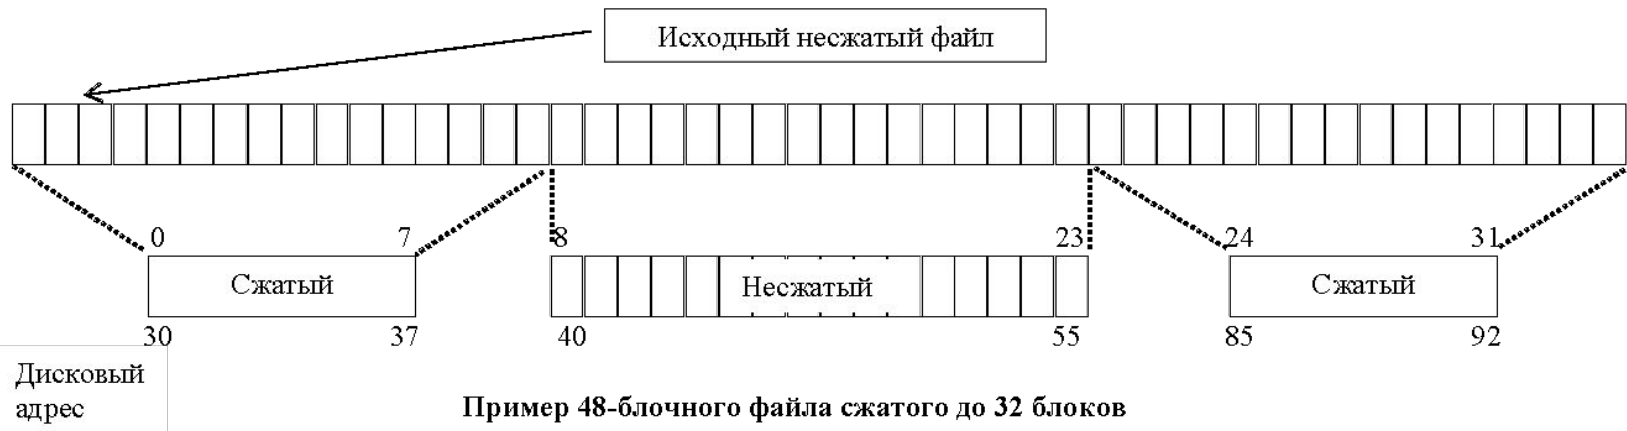 Исходный несжатый файл
0 7 8 23 24 31
Сжатый Несжатый Сжатый
30 37 40 55 85 92
Дисковый
адрес
Пример 48-блочного файла сжатого до 32 блоков